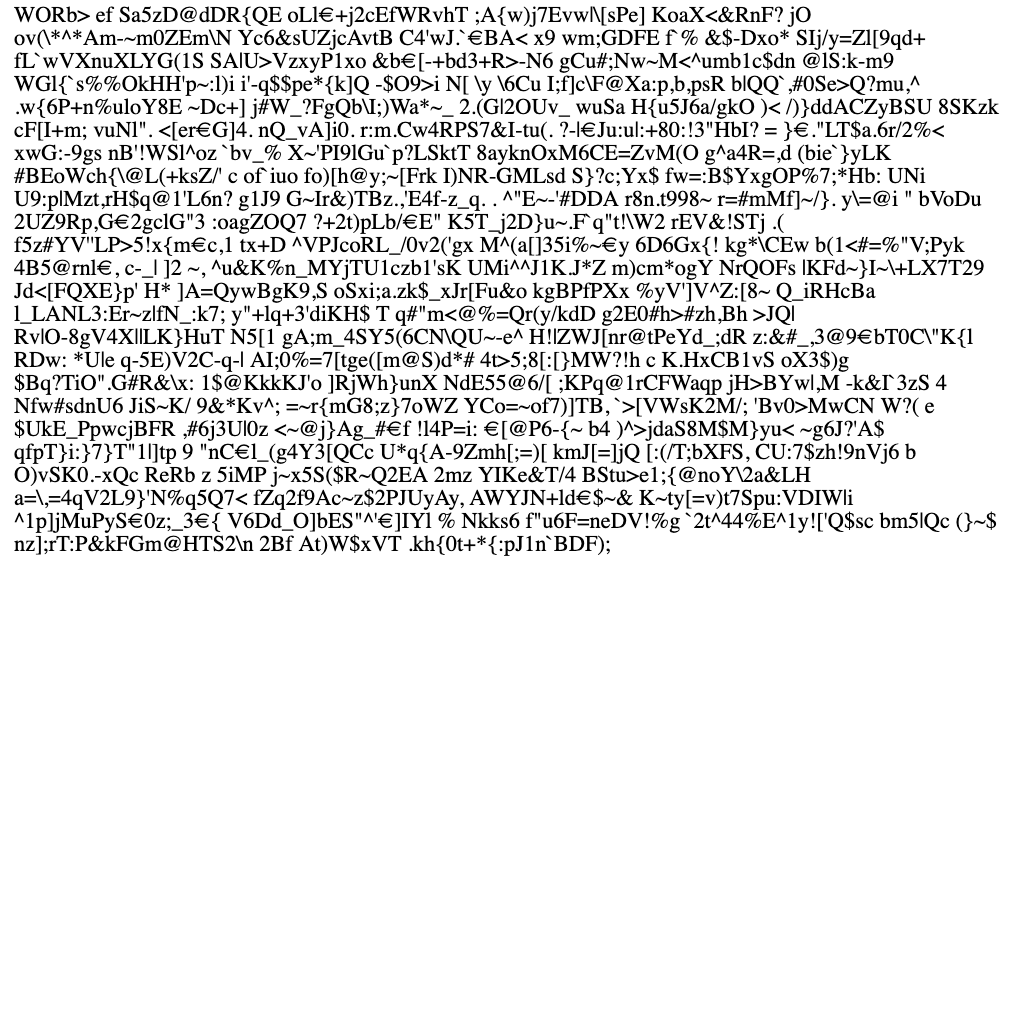 WORb> ef Sa5zD@dDR{QE oLl€+j2cEfWRvhT ;A{w)j7Evw|\[sPe] KoaX<&RnF? jO
ov(\*^*Am-~m0ZEm\N Yc6&sUZjcAvtB C4'wJ.`€BA< x9 wm;GDFE f`% &$-Dxo* SIj/y=Zl[9qd+
fL`wVXnuXLYG(1S SA|U>VzxyP1xo &b€[-+bd3+R>-N6 gCu#;Nw~M<^umb1c$dn @lS:k-m9
WGl{`s%%OkHH'p~:l)i i'-q$$pe*{k]Q -$O9>i N[ \y \6Cu I;f]c\F@Xa:p,b,psR b|QQ`,#0Se>Q?mu,^
.w{6P+n%uloY8E ~Dc+] j#W_?FgQb\I;)Wa*~_ 2.(G|2OUv_ wuSa H{u5J6a/gkO )< /)}ddACZyBSU 8SKzk
cF[I+m; vuNl". <[er€G]4. nQ_vA]i0. r:m.Cw4RPS7&I-tu(. ?-l€Ju:u|:+80:!3"HbI? = }€."LT$a.6r/2%<
xwG:-9gs nB'!WSl^oz`bv_% X~'PI9lGu`p?LSktT 8ayknOxM6CE=ZvM(O g^a4R=,d (bie`}yLK
#BEoWch{\@L(+ksZ/' c of iuo fo)[h@y;~[Frk I)NR-GMLsd S}?c;Yx$ fw=:B$YxgOP%7;*Hb: UNi
U9:p|Mzt,rH$q@1'L6n? g1J9 G~Ir&)TBz.,'E4f-z_q. . ^"E~-'#DDA r8n.t998~ r=#mMf]~/}. y\=@i " bVoDu
2UZ9Rp,G€2gclG"3 :oagZOQ7 ?+2t)pLb/€E" K5T_j2D}u~.F`q"t!\W2 rEV&!STj .(
f5z#YV"LP>5!x{m€c,1 tx+D ^VPJcoRL_/0v2('gx M^(a[]35i%~€y 6D6Gx{! kg*\CEw b(1<#=%"V;Pyk
4B5@rnl€, c-_| ]2 ~, ^u&K%n_MYjTU1czb1'sK UMi^^J1K.J*Z m)cm*ogY NrQOFs |KFd~}I~\+LX7T29
Jd<[FQXE}p' H* ]A=QywBgK9,S oSxi;a.zk$_xJr[Fu&o kgBPfPXx %yV']V^Z:[8~ Q_iRHcBa
l_LANL3:Er~z|fN_:k7; y"+lq+3'diKH$ T q#"m<@%=Qr(y/kdD g2E0#h>#zh,Bh >JQ|
Rv|O-8gV4X||LK}HuT N5[1 gA;m_4SY5(6CN\QU~-e^ H!|ZWJ[nr@tPeYd_;dR z:&#_,3@9€bT0C\"K{l
RDw: *U|e q-5E)V2C-q-| AI;0%=7[tge([m@S)d*# 4t>5;8[:[}MW?!h c K.HxCB1vS oX3$)g
$Bq?TiO".G#R&\x: 1$@KkkKJ'o ]RjWh}unX NdE55@6/[ ;KPq@1rCFWaqp jH>BYw|,M -k&I`3zS 4
Nfw#sdnU6 JiS~K/ 9&*Kv^; =~r{mG8;z}7oWZ YCo=~of7)]TB,`>[VWsK2M/; 'Bv0>MwCN W?( e
$UkE_PpwcjBFR ,#6j3U|0z <~@j}Ag_#€f !l4P=i: €[@P6-{~ b4 )^>jdaS8M$M}yu< ~g6J?'A$
qfpT}i:}7}T"1|]tp 9 "nC€l_(g4Y3[QCc U*q{A-9Zmh[;=)[ kmJ[=]jQ [:(/T;bXFS, CU:7$zh!9nVj6 b
O)vSK0.-xQc ReRb z 5iMP j~x5S($R~Q2EA 2mz YIKe&T/4 BStu>e1;{@noY\2a&LH
a=\,=4qV2L9}'N%q5Q7< fZq2f9Ac~z$2PJUyAy, AWYJN+ld€$~& K~ty[=v)t7Spu:VDIW|i
^1p]jMuPyS€0z;_3€{ V6Dd_O]bES"^'€]IYl % Nkks6 f"u6F=neDV!%g`2t^44%E^1y!['Q$sc bm5|Qc (}~$
nz];rT:P&kFGm@HTS2\n 2Bf At)W$xVT .kh{0t+*{:pJ1n`BDF);